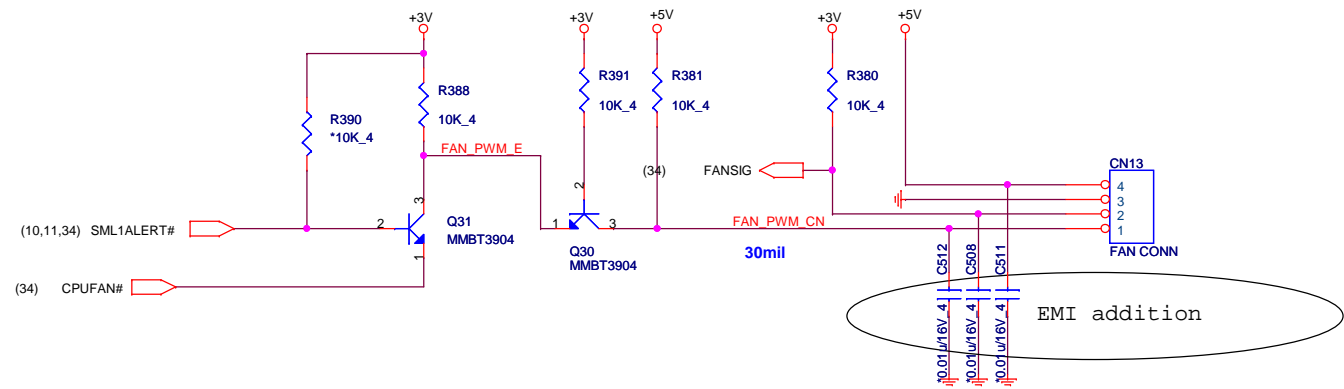 +3V
+3V
+5V
+3V
+5V
R390
*10K_4
R388
10K_4
R391
10K_4
R381
10K_4
R380
10K_4
FAN_PWM_E
(34)
FANSIG
CN13
4
3
2
1
FAN CONN
(10,11,34) SML1ALERT#
2
3
1
Q31
MMBT3904
2
1
3
Q30
MMBT3904
FAN_PWM_CN
30mil
(34) CPUFAN#
C512
C508
C511
*0.01u/16V_4
*0.01u/16V_4
*0.01u/16V_4
EMI addition